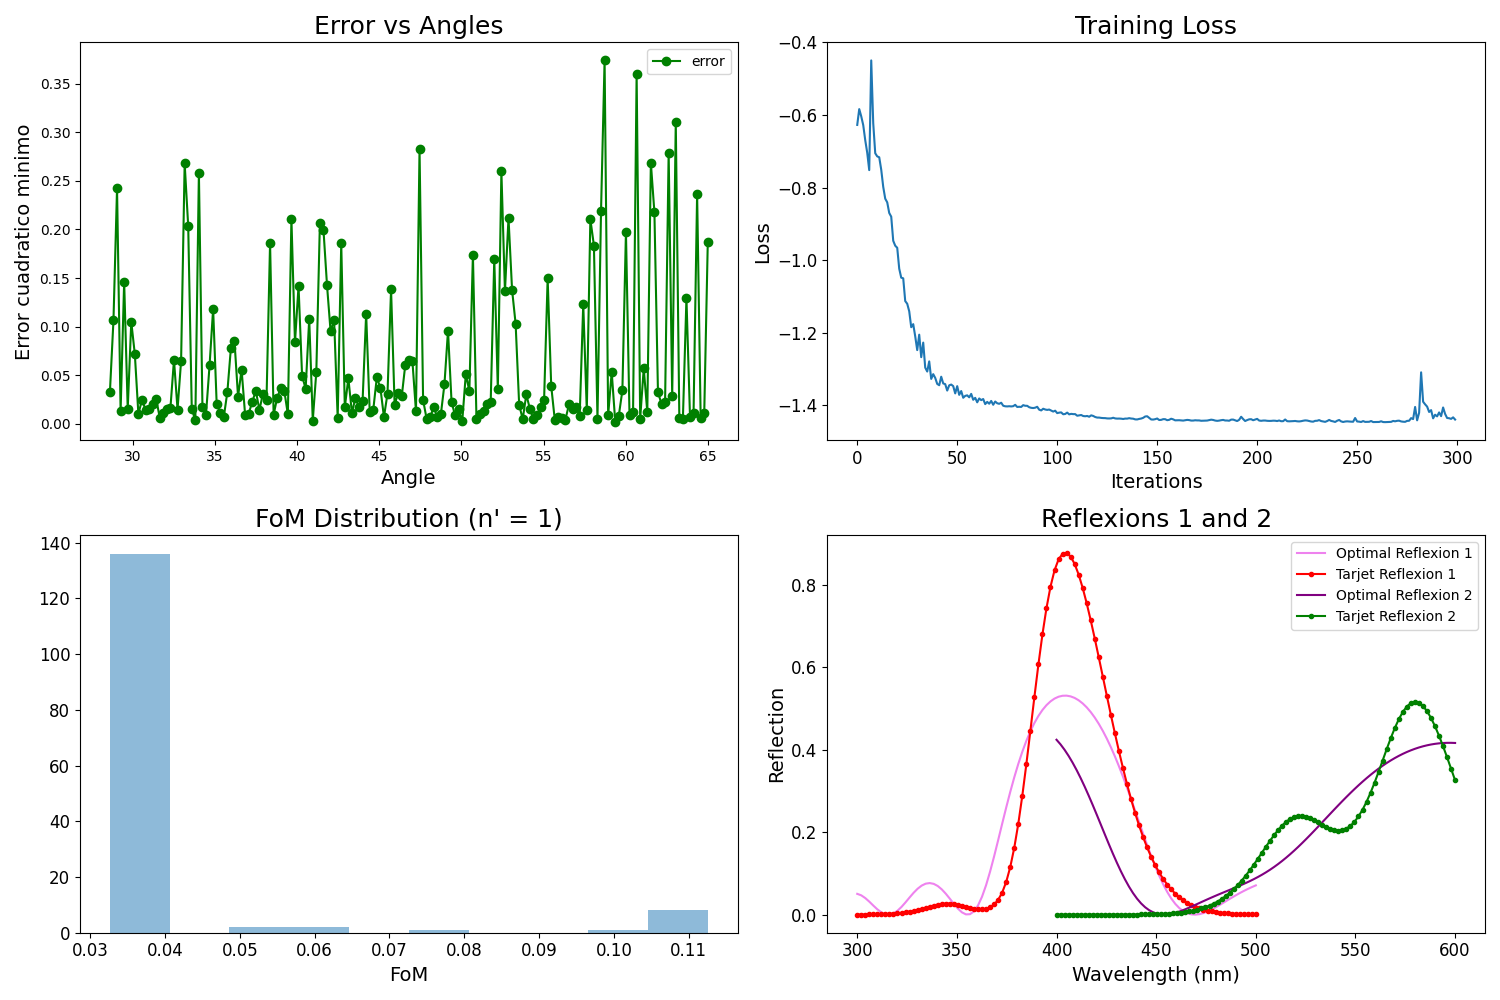 Error vs Angles
error
Error cuadratico minimo
0.35
0.30
0.25
0.20
0.15
0.10
0.05
0.00
30 35 40 45 50 55 60 65
Angle
Training Loss
Loss
−0.4
−0.6
−0.8
−1.0
−1.2
−1.4
0 50 100 150 200 250 300
Iterations
FoM Distribution (n' = 1)
140
120
100
80
60
40
20
0
0.03 0.04 0.05 0.06 0.07 0.08 0.09 0.10 0.11
FoM
Reflexions 1 and 2
Optimal Reflexion 1
Tarjet Reflexion 1
Optimal Reflexion 2
Tarjet Reflexion 2
Reflection
0.8
0.6
0.4
0.2
0.0
300 350 400 450 500 550 600
Wavelength (nm)